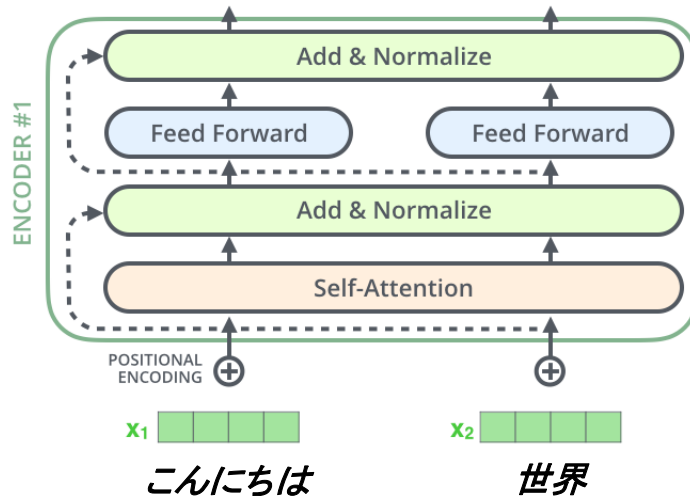 Add & Normalize
Feed Forward Feed Forward
ENCODER #1
Add & Normalize
Self-Attention
POSITIONAL
ENCODING
x₁ x₂
こんにちは 世界